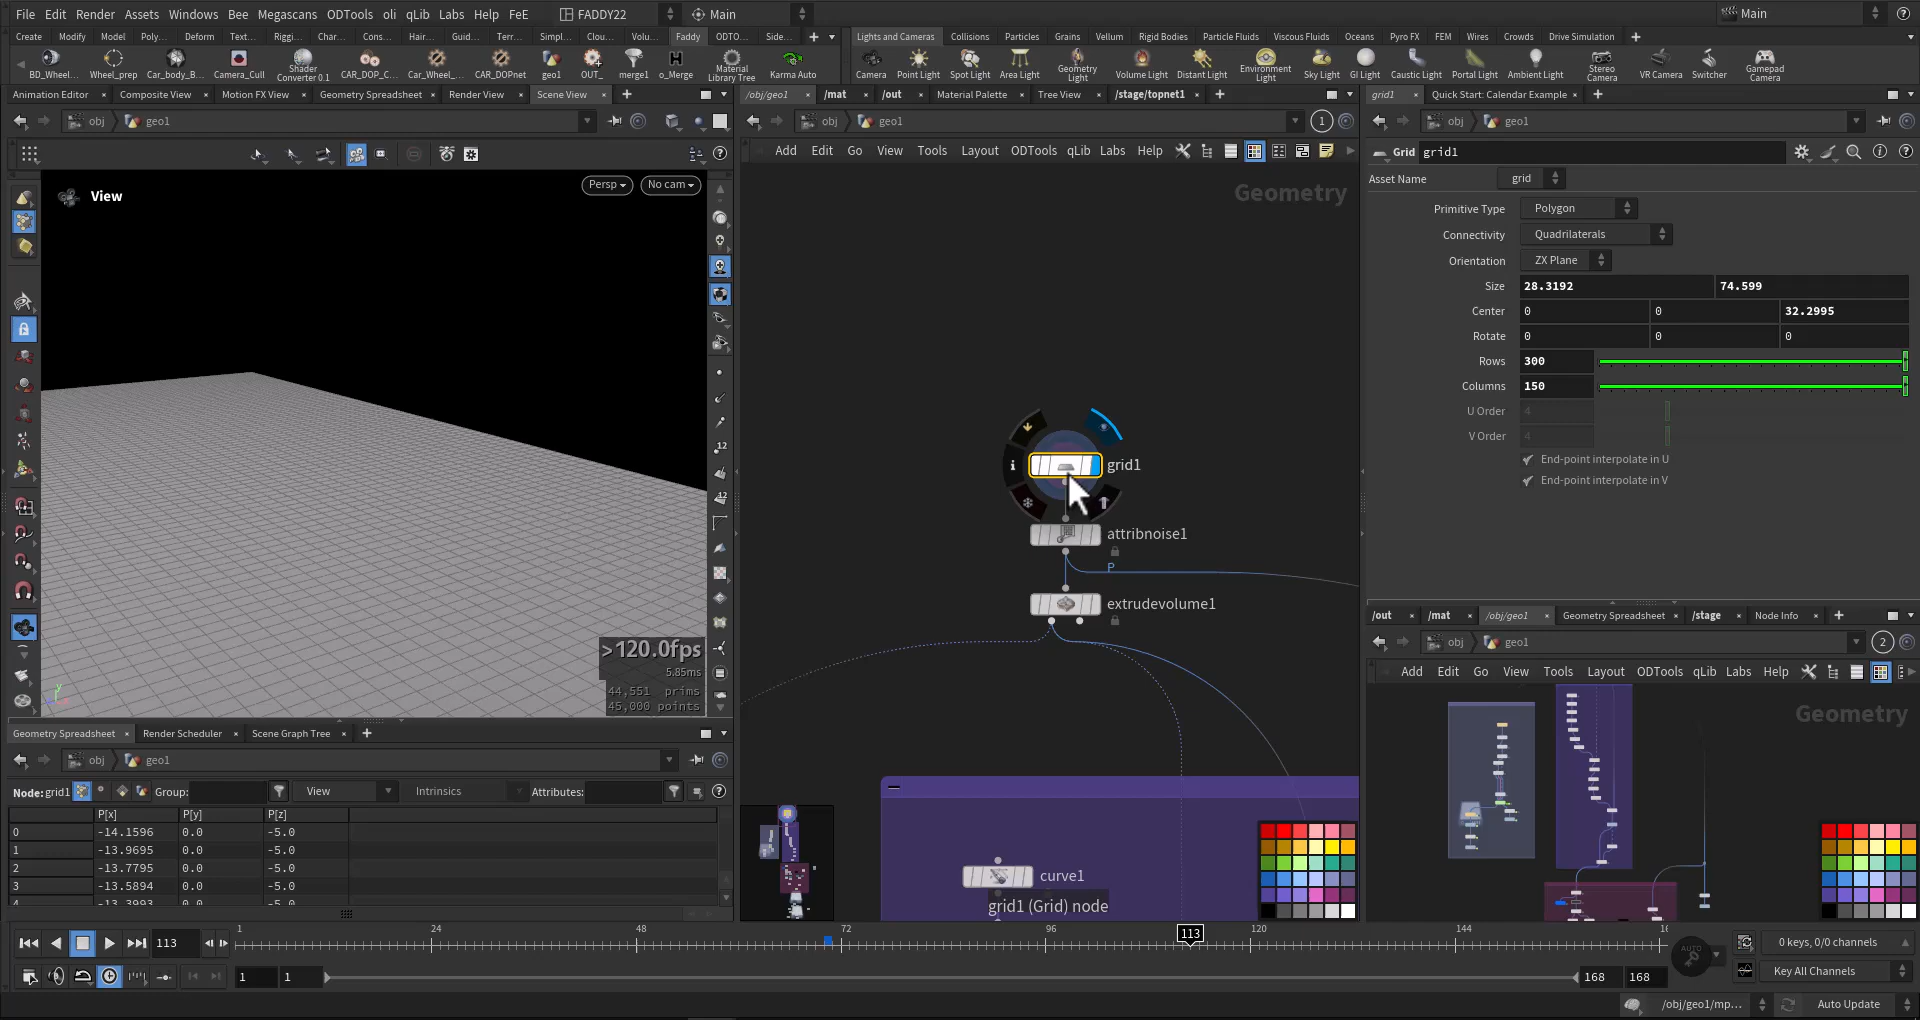 File Edit Render Assets Windows Bee Megascans ODTools oli qLib Labs Help FeE FADDY22 Main Main
Create Modify Model Poly... Deform Text... Riggi... Char... Cons... Hair... Guid... Terr... Simpl... Clou... Volu... Faddy ODTO... Side... Lights and Cameras Collisions Particles Grains Vellum Rigid Bodies Particle Fluids Viscous Fluids Oceans Pyro FX FEM Wires Crowds Drive Simulation
BD_Wheel... Wheel_prep Car_body_B... Camera_Cull Shader Converter 0.1 CAR_DOP_C... Car_Wheel_... CAR_DOPnet geo1 OUT_ merge1 o_Merge Material Library Tree Karma Auto Camera Point Light Spot Light Area Light Geometry Light Volume Light Distant Light Environment Light Sky Light GI Light Caustic Light Portal Light Ambient Light Stereo Camera VR Camera Switcher Gamepad Camera
Animation Editor Composite View Motion FX View Geometry Spreadsheet Render View Scene View /obj/geo1 /mat /out Material Palette Tree View /stage/topnet1 grid1 Quick Start: Calendar Example
obj geo1 obj geo1 1 obj geo1
Add Edit Go View Tools Layout ODTools qLib Labs Help
Grid grid1
Asset Name grid
View Persp No cam
Geometry
Primitive Type Polygon
Connectivity Quadrilaterals
Orientation ZX Plane
Size 28.3192 74.599
Center 0 0 32.2995
Rotate 0 0 0
Rows 300
Columns 150
U Order 4
V Order 4
End-point interpolate in U
End-point interpolate in V
grid1
attribnoise1
P
extrudevolume1
>120.0fps
5.85ms
44,551 prims
45,000 points
12
12
y
/out /mat /obj/geo1 Geometry Spreadsheet /stage Node Info
obj geo1 2
Add Edit Go View Tools Layout ODTools qLib Labs Help
Geometry
Geometry Spreadsheet Render Scheduler Scene Graph Tree
obj geo1
Node: grid1 Group: View Intrinsics Attributes:
P[x] P[y] P[z]
0 -14.1596 0.0 -5.0
1 -13.9695 0.0 -5.0
2 -13.7795 0.0 -5.0
3 -13.5894 0.0 -5.0
4 -13.3993 0.0 -5.0
curve1
grid1 (Grid) node
113 1 24 48 72 96 113 120 144 16
AUTO
0 keys, 0/0 channels
1 1 168 168
Key All Channels
/obj/geo1/mp... Auto Update